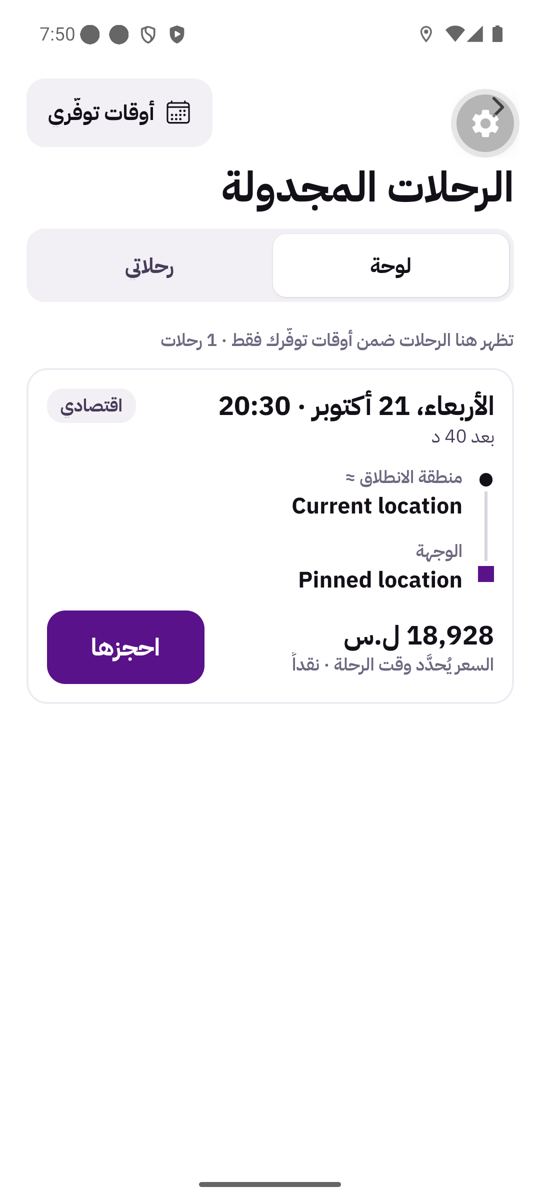 7:50
أوقات توفّري
الرحلات المجدولة
لوحة
رحلاتي
تظهر هنا الرحلات ضمن أوقات توفّرك فقط · 1 رحلات
الأربعاء، 21 أكتوبر · 20:30
اقتصادي
بعد 40 د
منطقة الانطلاق ≈
Current location
الوجهة
Pinned location
18,928 ل.س
السعر يُحدَّد وقت الرحلة · نقداً
احجزها